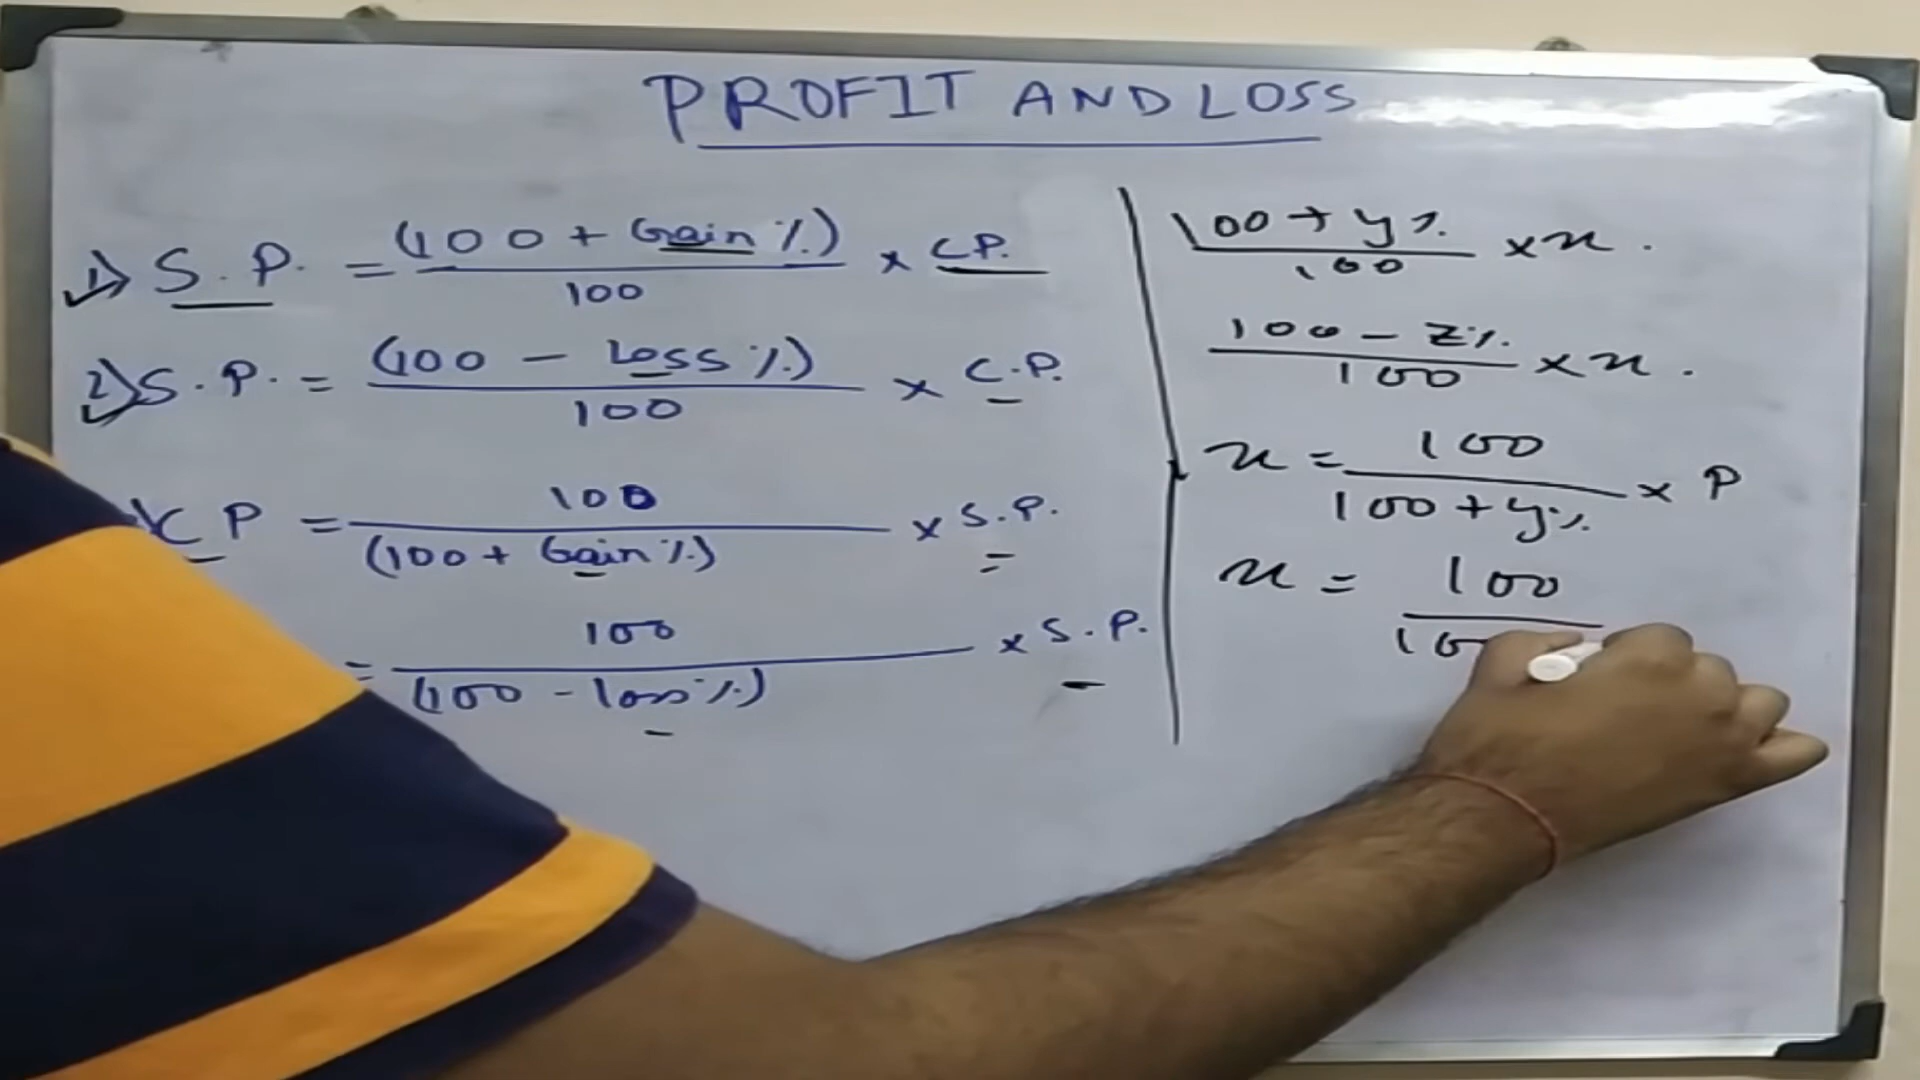 PROFIT AND LOSS
1) S.P. = (100 + Gain %) / 100 × C.P.
2) S.P. = (100 - Loss %) / 100 × C.P.
CP = 100 / (100 + Gain %) × S.P.
= 100 / (100 - loss %) × S.P.
100 + y% / 100 × x.
100 - z% / 100 × x.
x = 100 / 100 + y% × P
x = 100 / 10